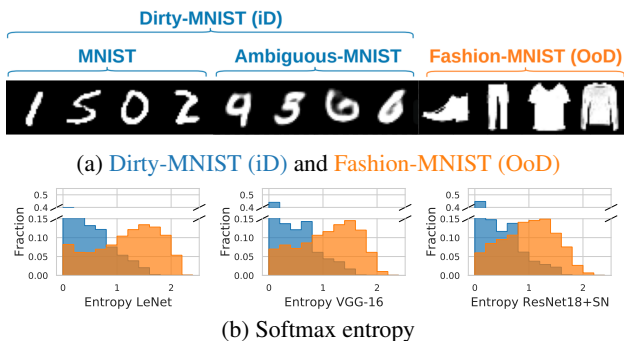 Dirty-MNIST (iD)
MNIST Ambiguous-MNIST Fashion-MNIST (OoD)
(a) Dirty-MNIST (iD) and Fashion-MNIST (OoD)
0.5 0.5 0.5
0.4 0.4 0.4
0.15 0.15 0.15
0.10 0.10 0.10
0.05 0.05 0.05
0.00 0.00 0.00
Fraction Fraction Fraction
0 1 2 0 1 2 0 1 2
Entropy LeNet Entropy VGG-16 Entropy ResNet18+SN
(b) Softmax entropy